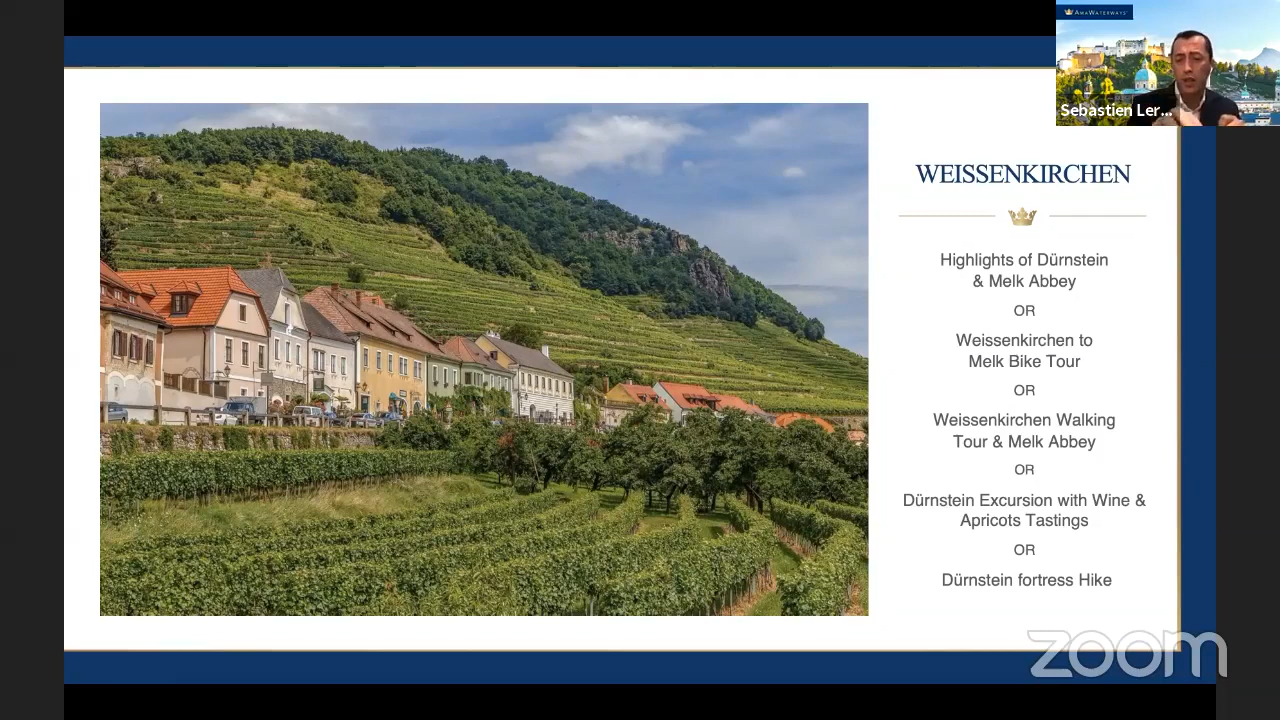 AMAWATERWAYS
Sebastien Ler...
WEISSENKIRCHEN
Highlights of Dürnstein
& Melk Abbey
OR
Weissenkirchen to
Melk Bike Tour
OR
Weissenkirchen Walking
Tour & Melk Abbey
OR
Dürnstein Excursion with Wine &
Apricots Tastings
OR
Dürnstein fortress Hike
zoom